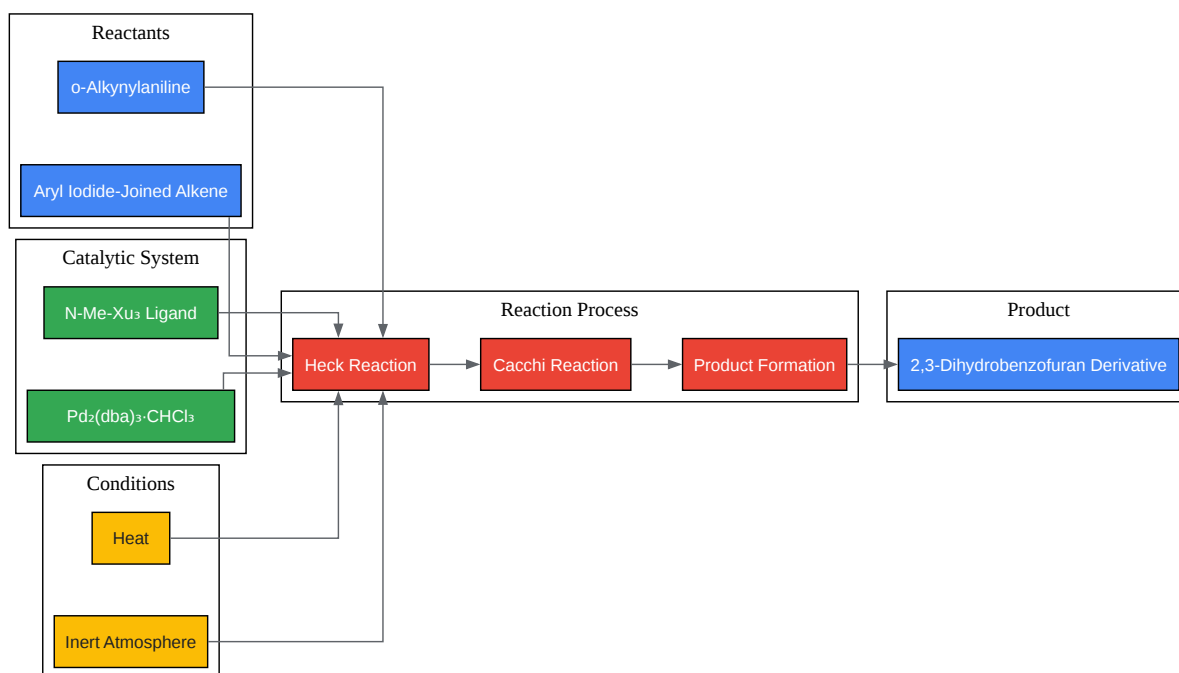 Reactants
o-Alkynylaniline
Aryl Iodide-Joined Alkene
Catalytic System
N-Me-Xu₃ Ligand
Pd₂(dba)₃·CHCl₃
Conditions
Heat
Inert Atmosphere
Reaction Process
Heck Reaction
Cacchi Reaction
Product Formation
Product
2,3-Dihydrobenzofuran Derivative